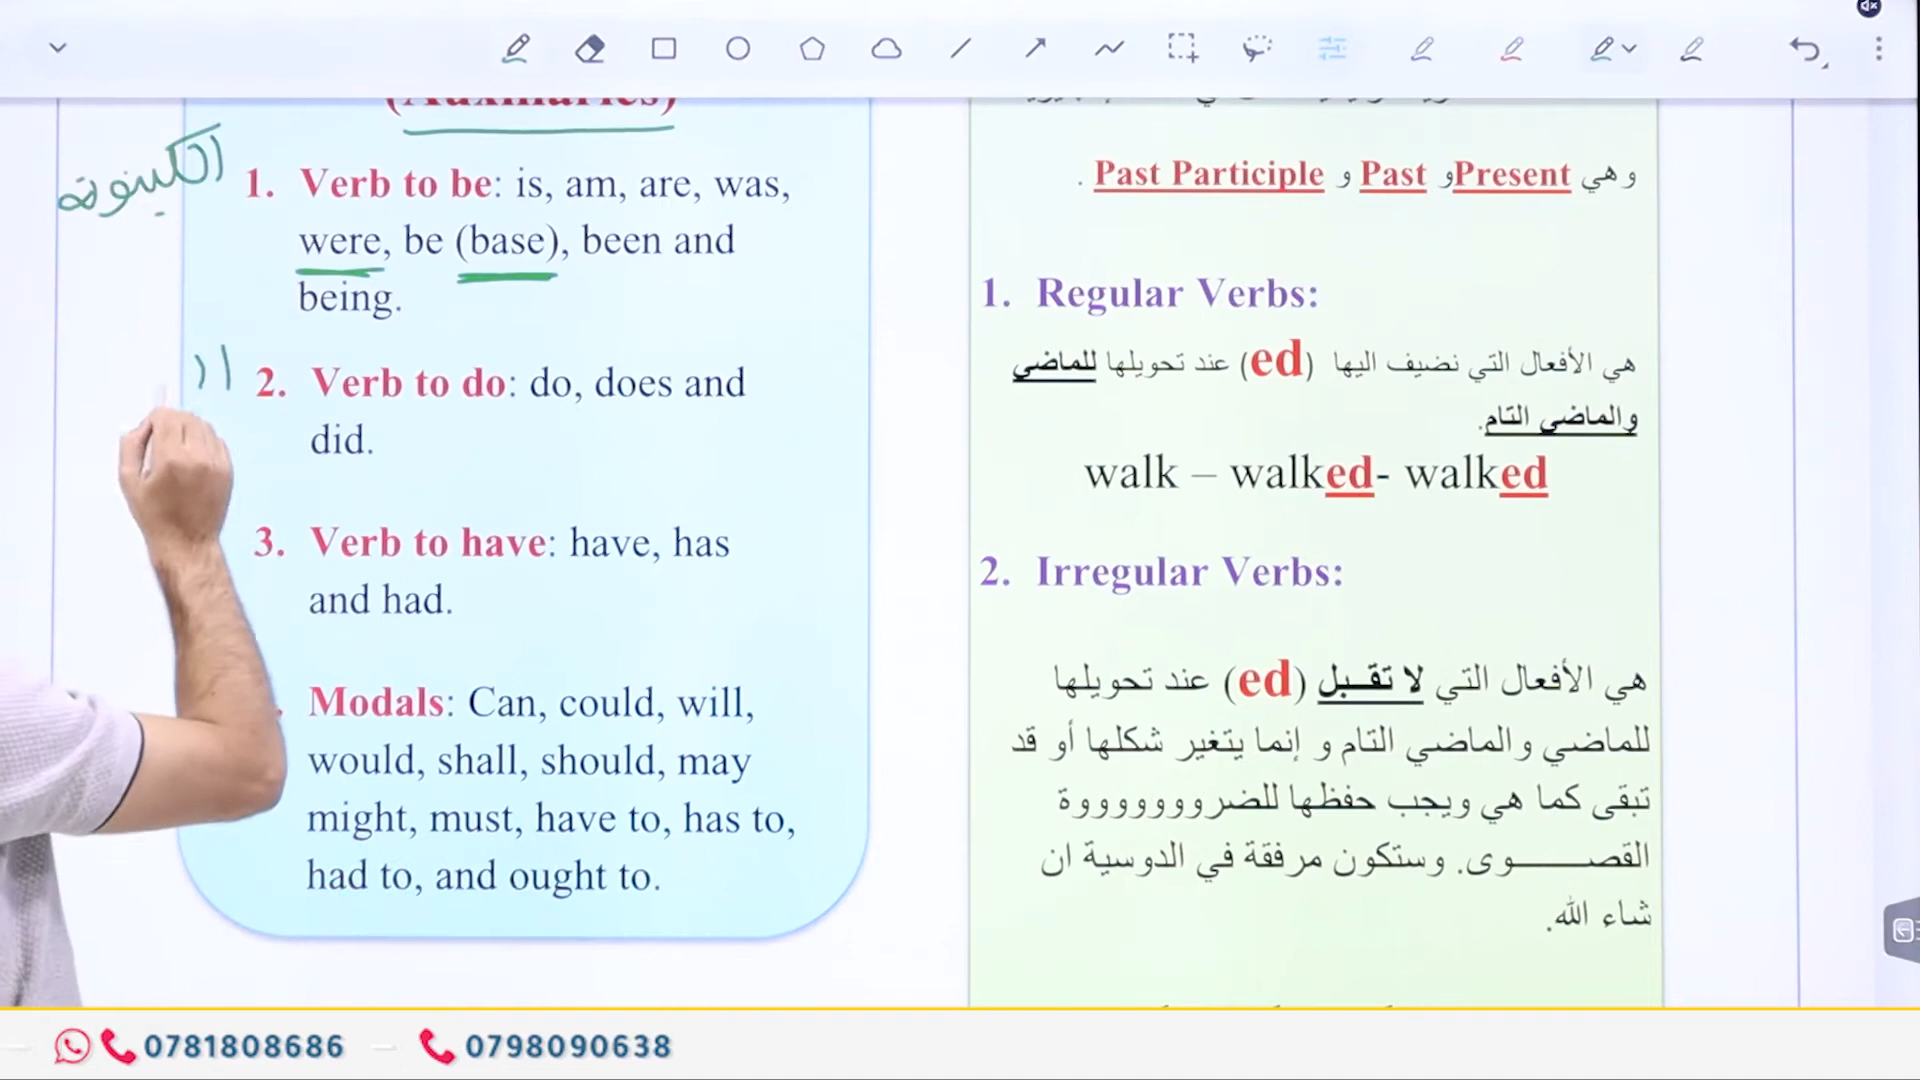 (Auxiliaries)
الكينونة
1. Verb to be: is, am, are, was,
were, be (base), been and
being.
2. Verb to do: do, does and
did.
3. Verb to have: have, has
and had.
Modals: Can, could, will,
would, shall, should, may
might, must, have to, has to,
had to, and ought to.
وهي Present و Past و Past Participle .
1. Regular Verbs:
هي الأفعال التي نضيف اليها (ed) عند تحويلها للماضي
والماضي التام.
walk – walked- walked
2. Irregular Verbs:
هي الأفعال التي لا تقبل (ed) عند تحويلها
للماضي والماضي التام و إنما يتغير شكلها أو قد
تبقى كما هي ويجب حفظها للضرووووووووة
القصـــــــوى. وستكون مرفقة في الدوسية ان
شاء الله.
0781808686 – 0798090638